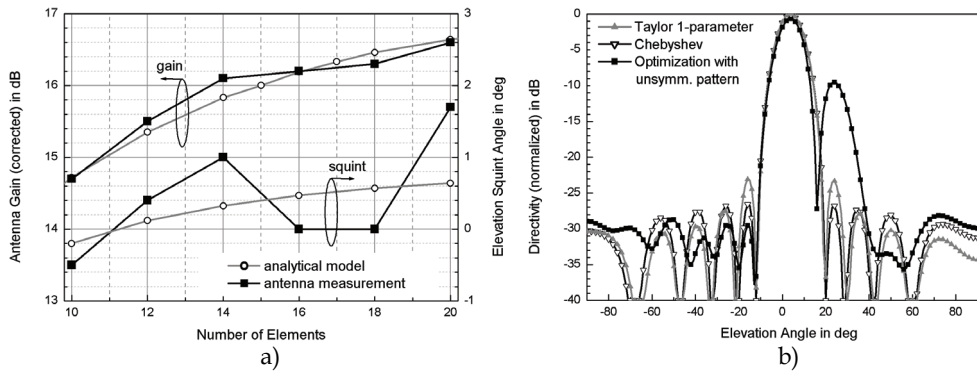 Antenna Gain (corrected) in dB
17
16
15
14
13
gain
squint
analytical model
antenna measurement
10 12 14 16 18 20
Number of Elements
3
2
1
0
-1
Elevation Squint Angle in deg
a)
Directivity (normalized) in dB
0
-5
-10
-15
-20
-25
-30
-35
-40
Taylor 1-parameter
Chebyshev
Optimization with
unsymm. pattern
-80 -60 -40 -20 0 20 40 60 80
Elevation Angle in deg
b)